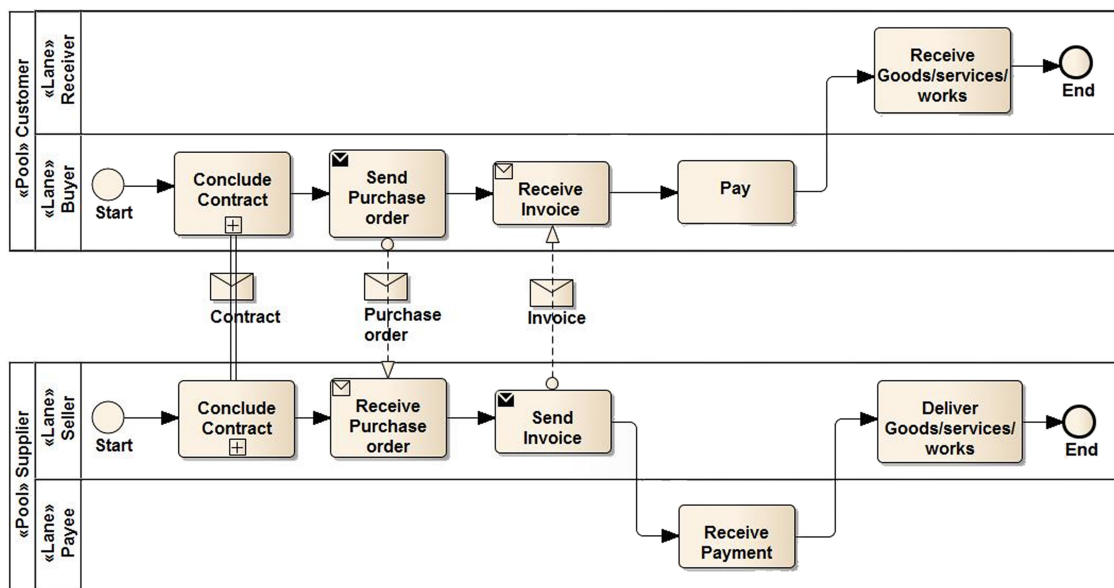 «Pool» Customer
«Lane»
Receiver
Receive
Goods/services/
works
End
«Lane»
Buyer
Start
Conclude
Contract
Send
Purchase
order
Receive
Invoice
Pay
Contract
Purchase
order
Invoice
«Pool» Supplier
«Lane»
Seller
Start
Conclude
Contract
Receive
Purchase
order
Send
Invoice
Deliver
Goods/services/
works
End
«Lane»
Payee
Receive
Payment